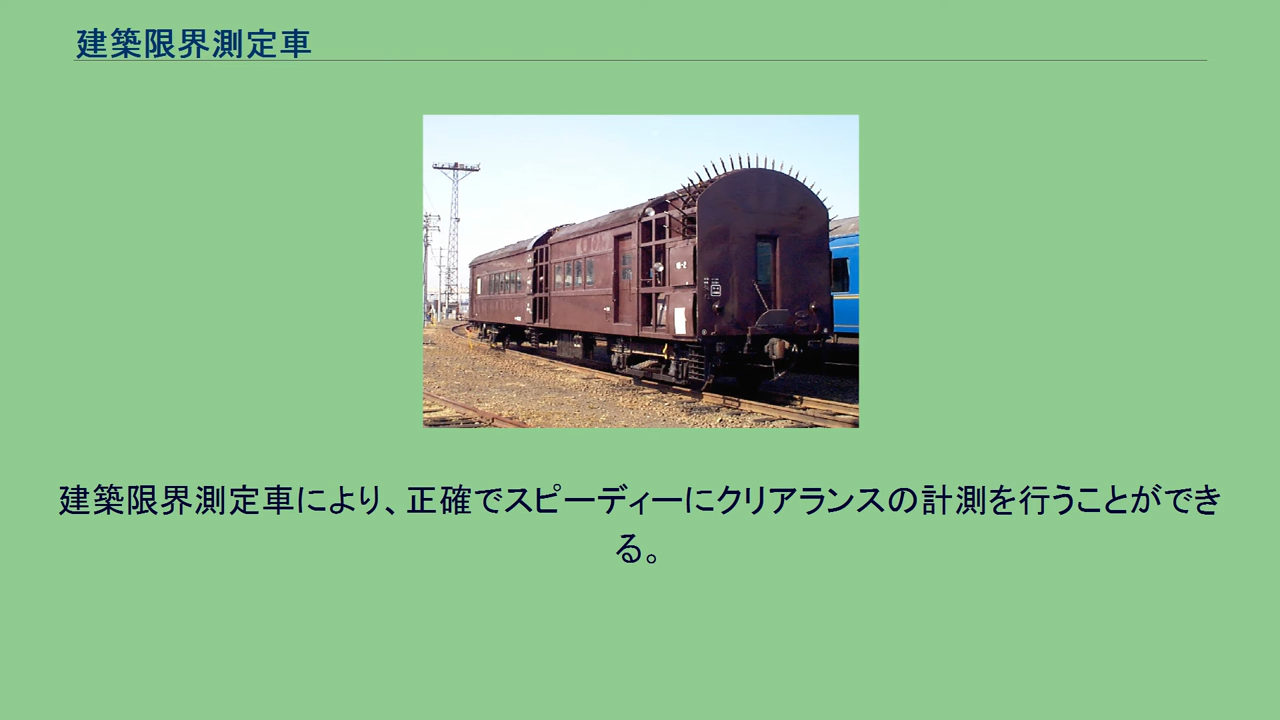 建築限界測定車
建築限界測定車により、正確でスピーディーにクリアランスの計測を行うことができ
る。